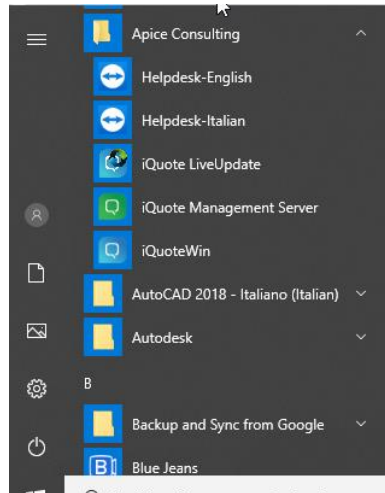 Apice Consulting
Helpdesk-English
Helpdesk-Italian
iQuote LiveUpdate
iQuote Management Server
iQuoteWin
AutoCAD 2018 - Italiano (Italian)
Autodesk
B
Backup and Sync from Google
Blue Jeans